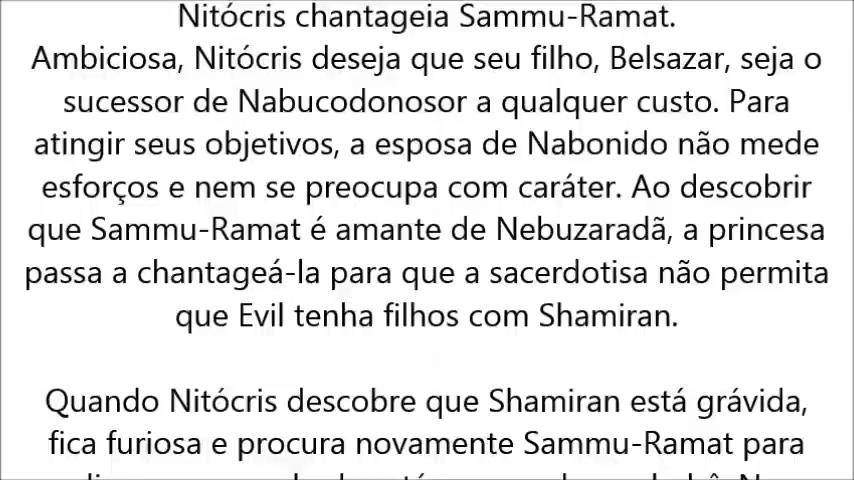 Nitócris chantageia Sammu-Ramat.
Ambiciosa, Nitócris deseja que seu filho, Belsazar, seja o
sucessor de Nabucodonosor a qualquer custo. Para
atingir seus objetivos, a esposa de Nabonido não mede
esforços e nem se preocupa com caráter. Ao descobrir
que Sammu-Ramat é amante de Nebuzaradã, a princesa
passa a chantageá-la para que a sacerdotisa não permita
que Evil tenha filhos com Shamiran.
Quando Nitócris descobre que Shamiran está grávida,
fica furiosa e procura novamente Sammu-Ramat para